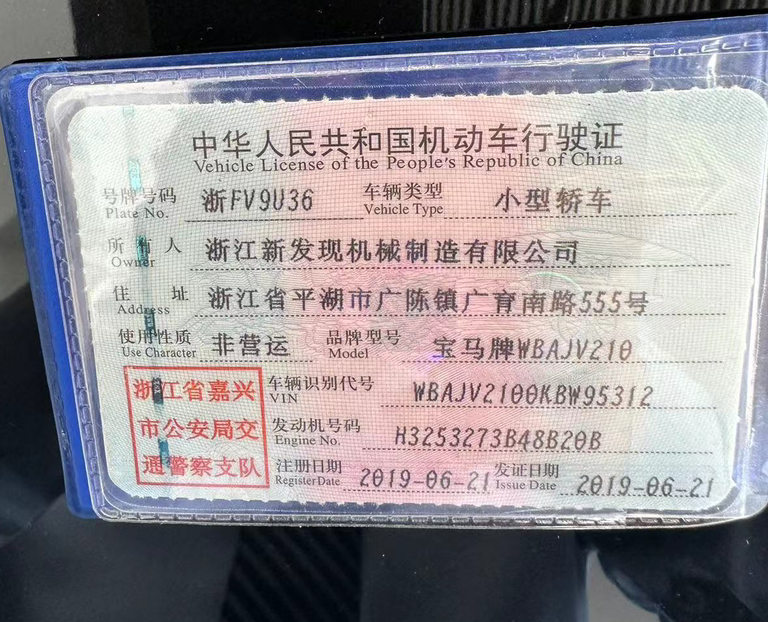 中华人民共和国机动车行驶证
Vehicle License of the People's Republic of China
号牌号码 浙FV9U36 车辆类型 小型轿车
Plate No. Vehicle Type
所有人 浙江新发现机械制造有限公司
Owner
住址 浙江省平湖市广陈镇广育南路555号
Address
使用性质 非营运 品牌型号 宝马牌WBAJV210
Use Character Model
浙江省嘉兴
市公安局交
通警察支队
车辆识别代号 WBAJV2100KBW95312
VIN
发动机号码 H3253273B48B20B
Engine No.
注册日期 2019-06-21 发证日期 2019-06-21
Register Date Issue Date